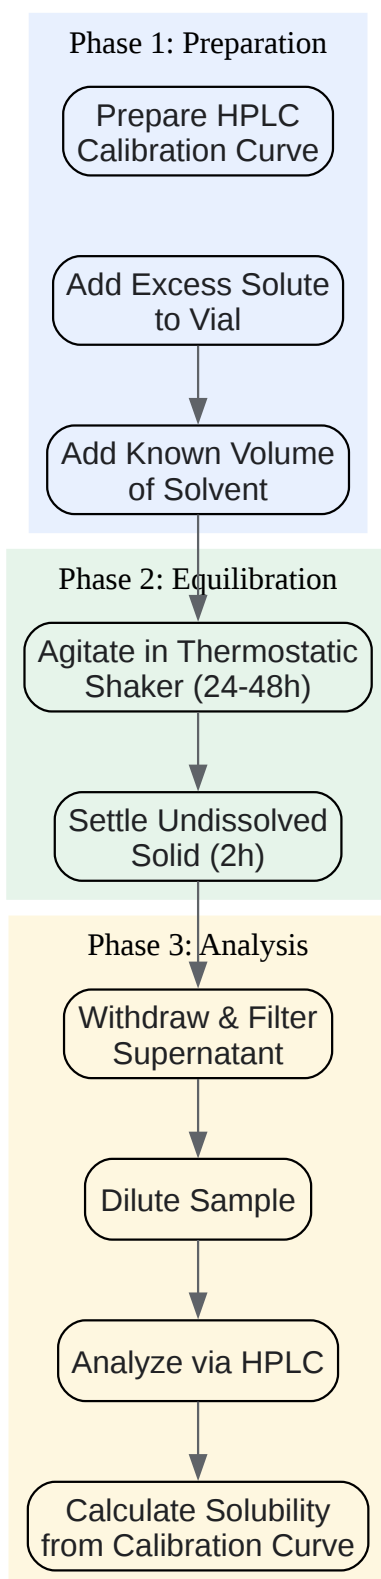 Phase 1: Preparation
Prepare HPLC
Calibration Curve
Add Excess Solute
to Vial
Add Known Volume
of Solvent
Phase 2: Equilibration
Agitate in Thermostatic
Shaker (24-48h)
Settle Undissolved
Solid (2h)
Phase 3: Analysis
Withdraw & Filter
Supernatant
Dilute Sample
Analyze via HPLC
Calculate Solubility
from Calibration Curve